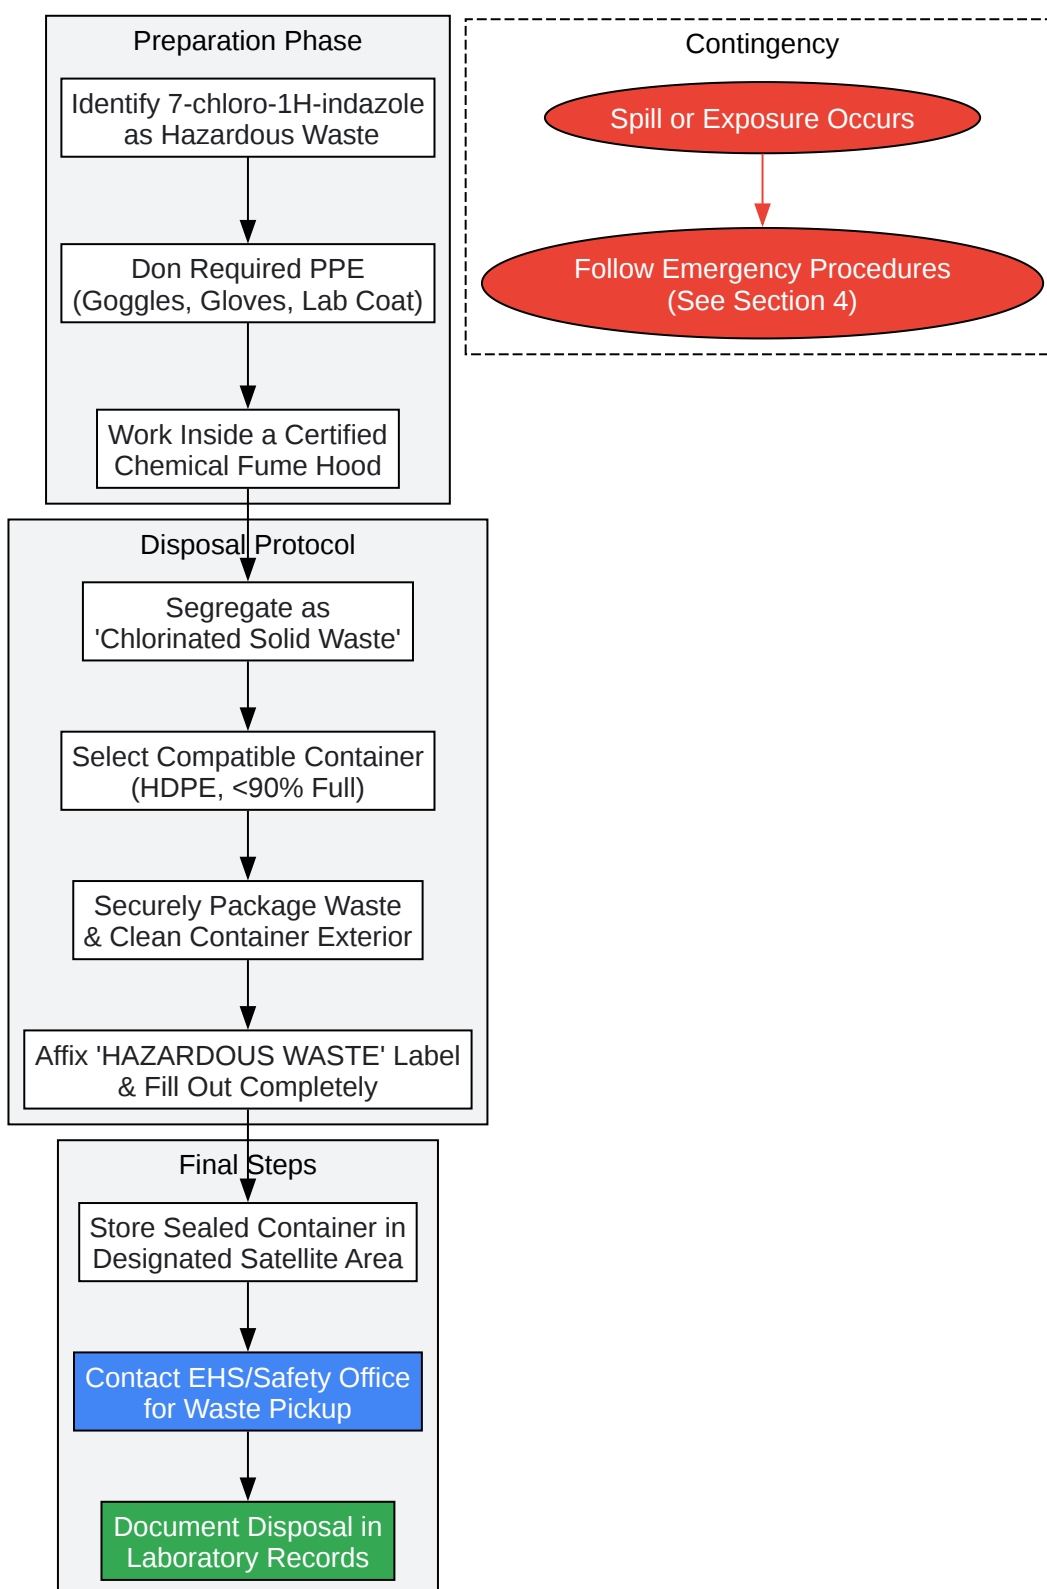 Preparation Phase
Identify 7-chloro-1H-indazole
as Hazardous Waste
Don Required PPE
(Goggles, Gloves, Lab Coat)
Work Inside a Certified
Chemical Fume Hood
Contingency
Spill or Exposure Occurs
Follow Emergency Procedures
(See Section 4)
Disposal Protocol
Segregate as
'Chlorinated Solid Waste'
Select Compatible Container
(HDPE, <90% Full)
Securely Package Waste
& Clean Container Exterior
Affix 'HAZARDOUS WASTE' Label
& Fill Out Completely
Final Steps
Store Sealed Container in
Designated Satellite Area
Contact EHS/Safety Office
for Waste Pickup
Document Disposal in
Laboratory Records